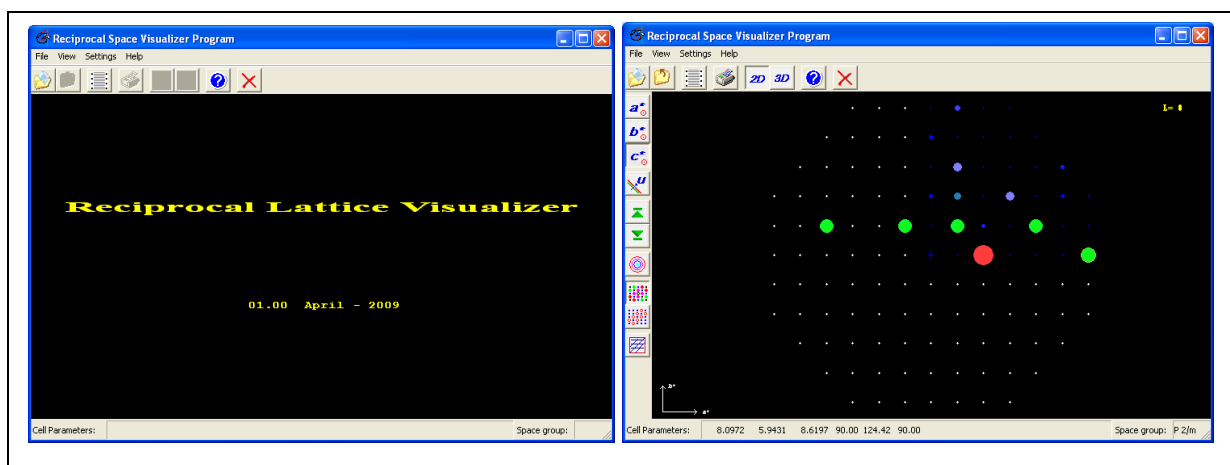 Reciprocal Space Visualizer Program
File View Settings Help
Reciprocal Lattice Visualizer
01.00 April - 2009
Cell Parameters:
Space group:
Reciprocal Space Visualizer Program
File View Settings Help
2D 3D
a*
b*
c*
u
L= 0
b*
a*
Cell Parameters: 8.0972 5.9431 8.6197 90.00 124.42 90.00
Space group: P 2/m